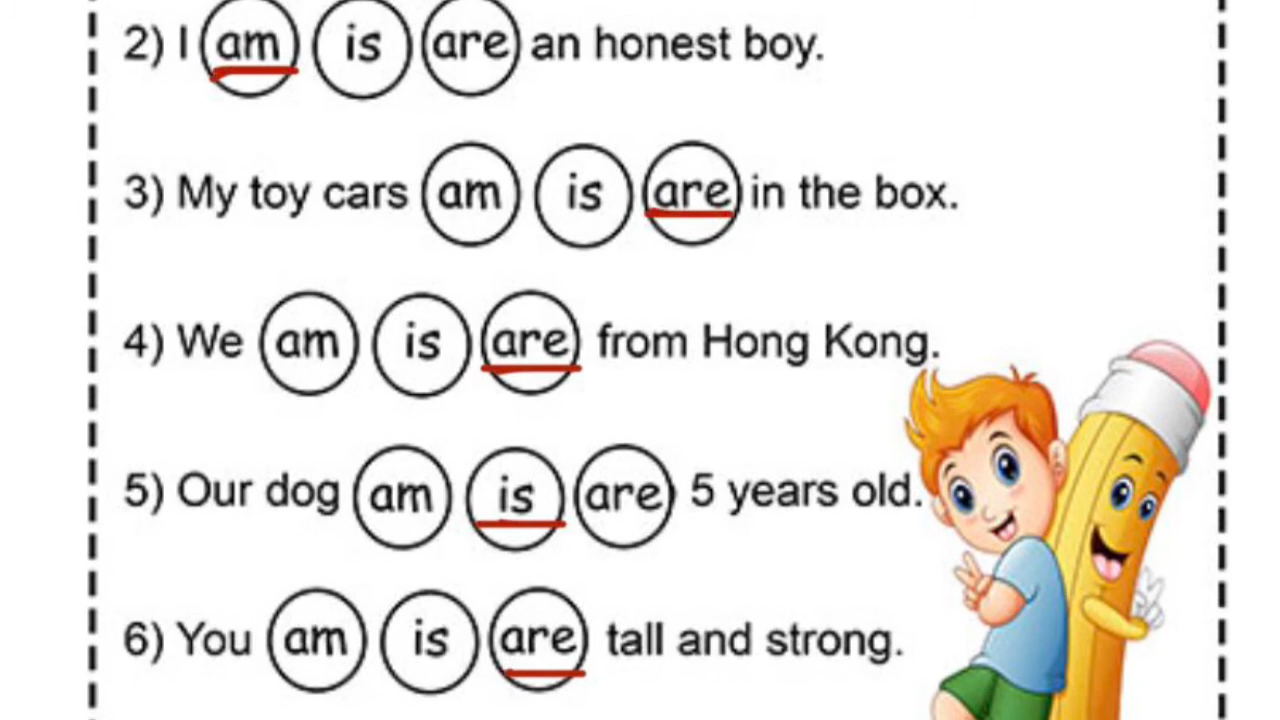 2) I am is are an honest boy.
3) My toy cars am is are in the box.
4) We am is are from Hong Kong.
5) Our dog am is are 5 years old.
6) You am is are tall and strong.